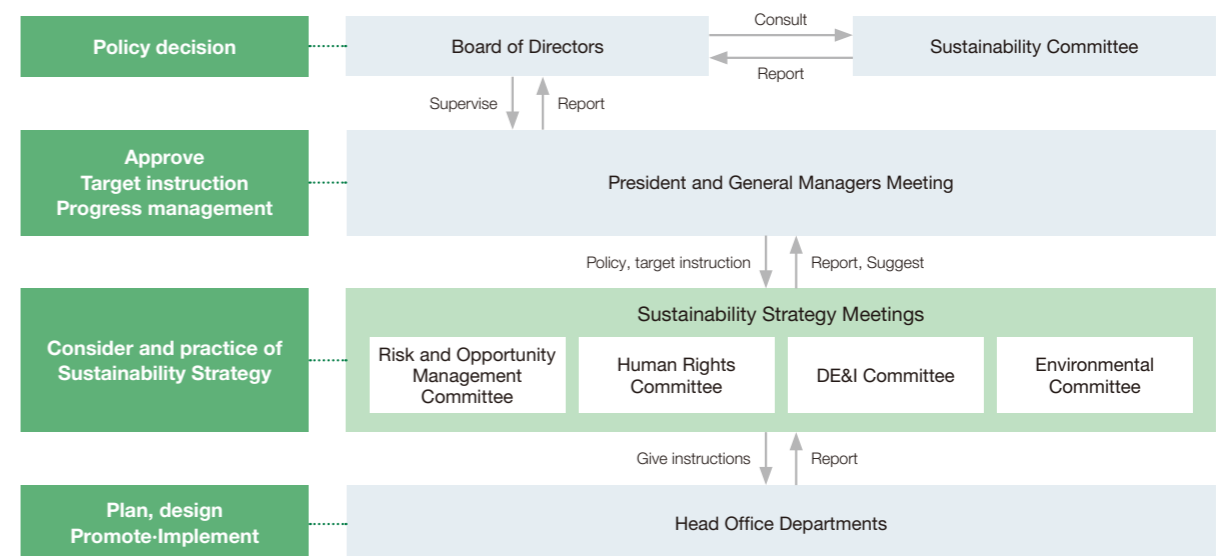 Policy decision
Board of Directors
Consult
Report
Sustainability Committee
Supervise
Report
Approve
Target instruction
Progress management
President and General Managers Meeting
Policy, target instruction
Report, Suggest
Consider and practice of
Sustainability Strategy
Sustainability Strategy Meetings
Risk and Opportunity
Management
Committee
Human Rights
Committee
DE&I Committee
Environmental
Committee
Give instructions
Report
Plan, design
Promote·Implement
Head Office Departments